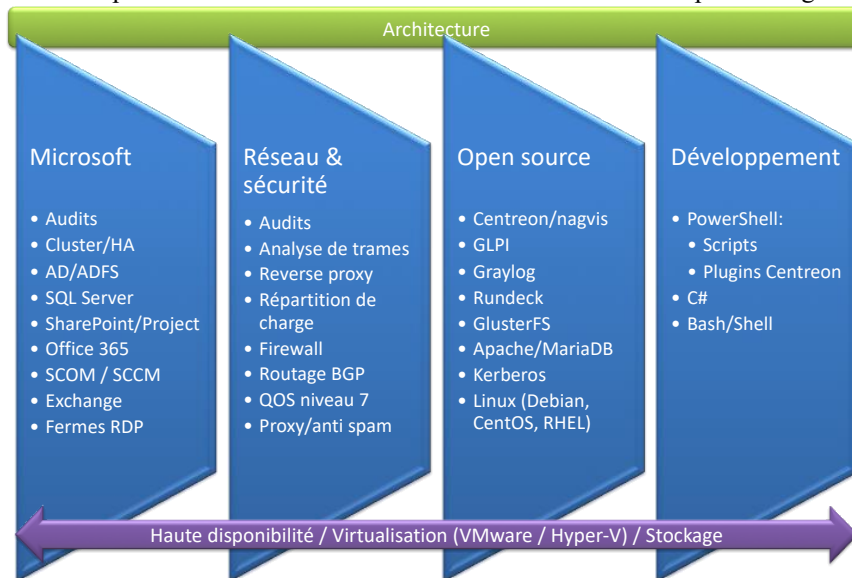 Architecture
Microsoft
• Audits
• Cluster/HA
• AD/ADFS
• SQL Server
• SharePoint/Project
• Office 365
• SCOM / SCCM
• Exchange
• Fermes RDP
Réseau &
sécurité
• Audits
• Analyse de trames
• Reverse proxy
• Répartition de
charge
• Firewall
• Routage BGP
• QOS niveau 7
• Proxy/anti spam
Open source
• Centreon/nagvis
• GLPI
• Graylog
• Rundeck
• GlusterFS
• Apache/MariaDB
• Kerberos
• Linux (Debian,
CentOS, RHEL)
Développement
• PowerShell:
• Scripts
• Plugins Centreon
• C#
• Bash/Shell
Haute disponibilité / Virtualisation (VMware / Hyper-V) / Stockage